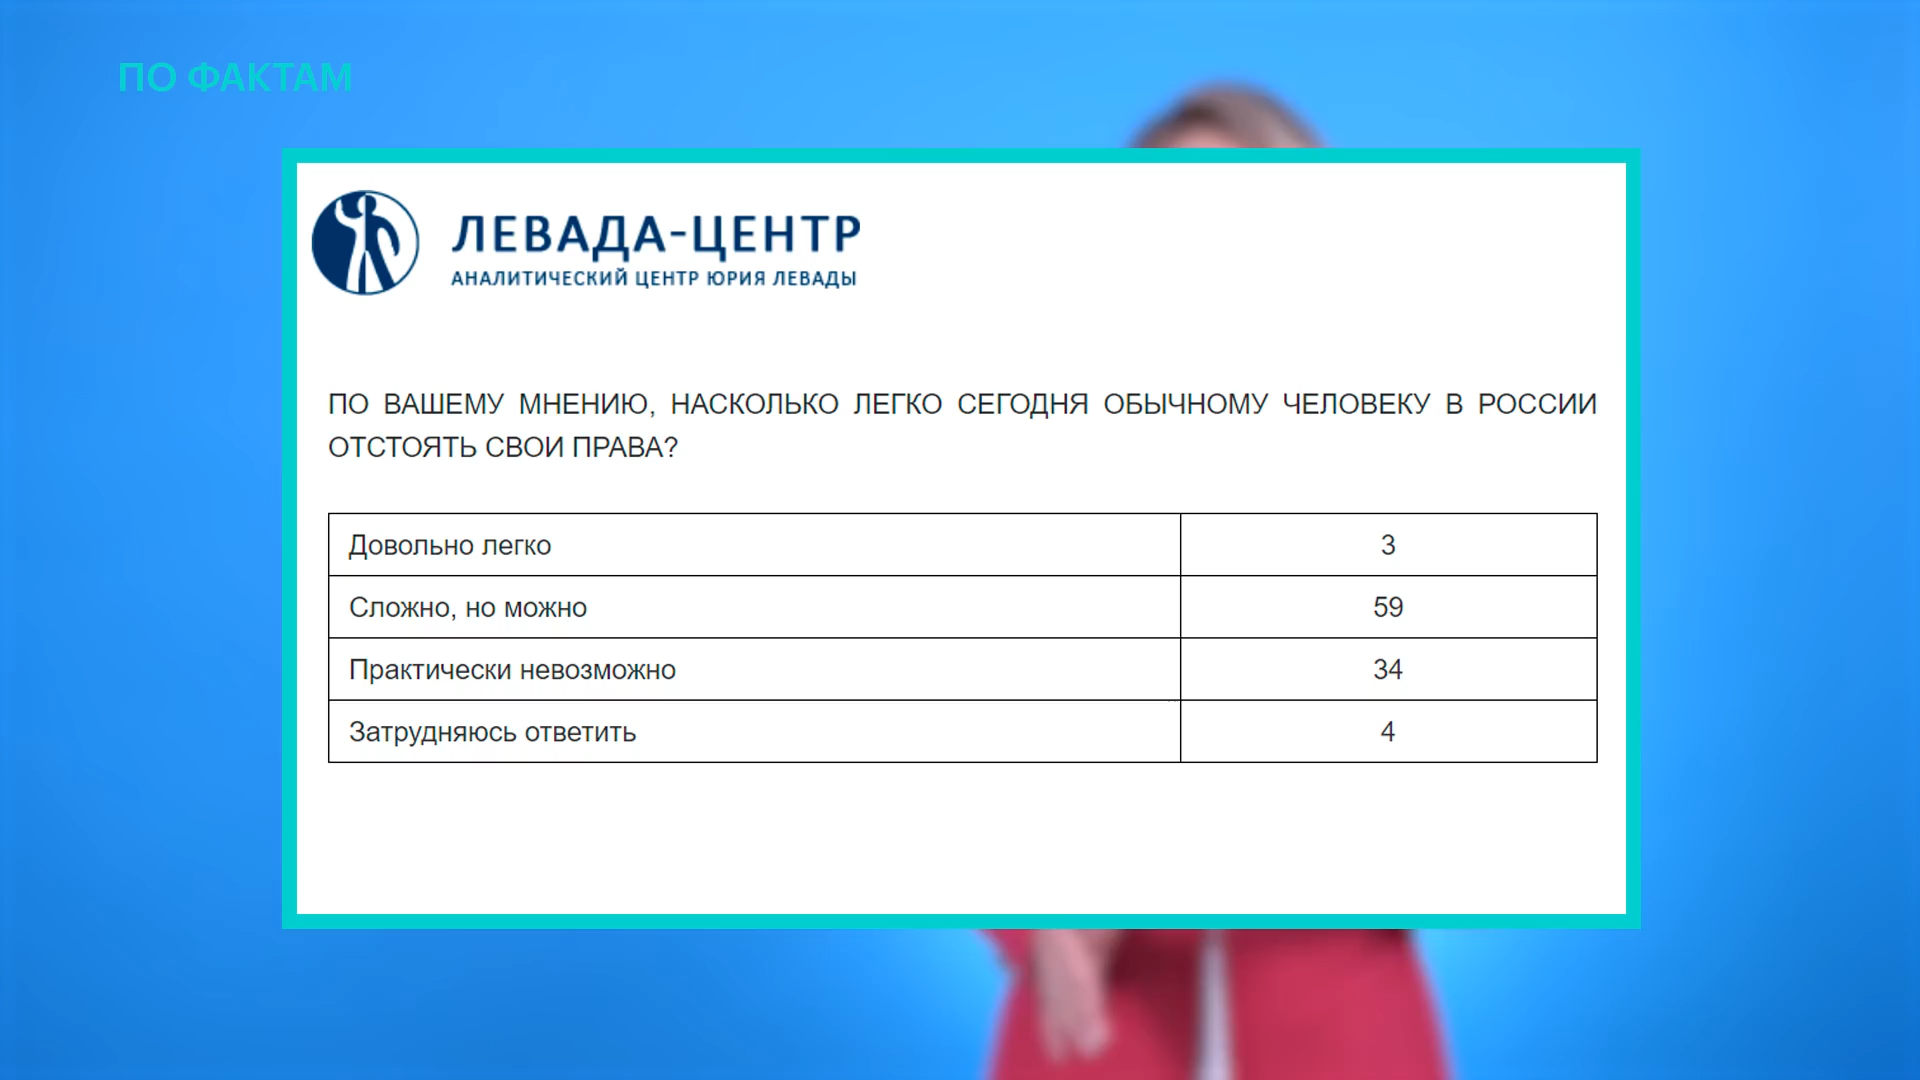 ПО ФАКТАМ
ЛЕВАДА-ЦЕНТР
АНАЛИТИЧЕСКИЙ ЦЕНТР ЮРИЯ ЛЕВАДЫ
ПО ВАШЕМУ МНЕНИЮ, НАСКОЛЬКО ЛЕГКО СЕГОДНЯ ОБЫЧНОМУ ЧЕЛОВЕКУ В РОССИИ
ОТСТОЯТЬ СВОИ ПРАВА?
Довольно легко 3
Сложно, но можно 59
Практически невозможно 34
Затрудняюсь ответить 4